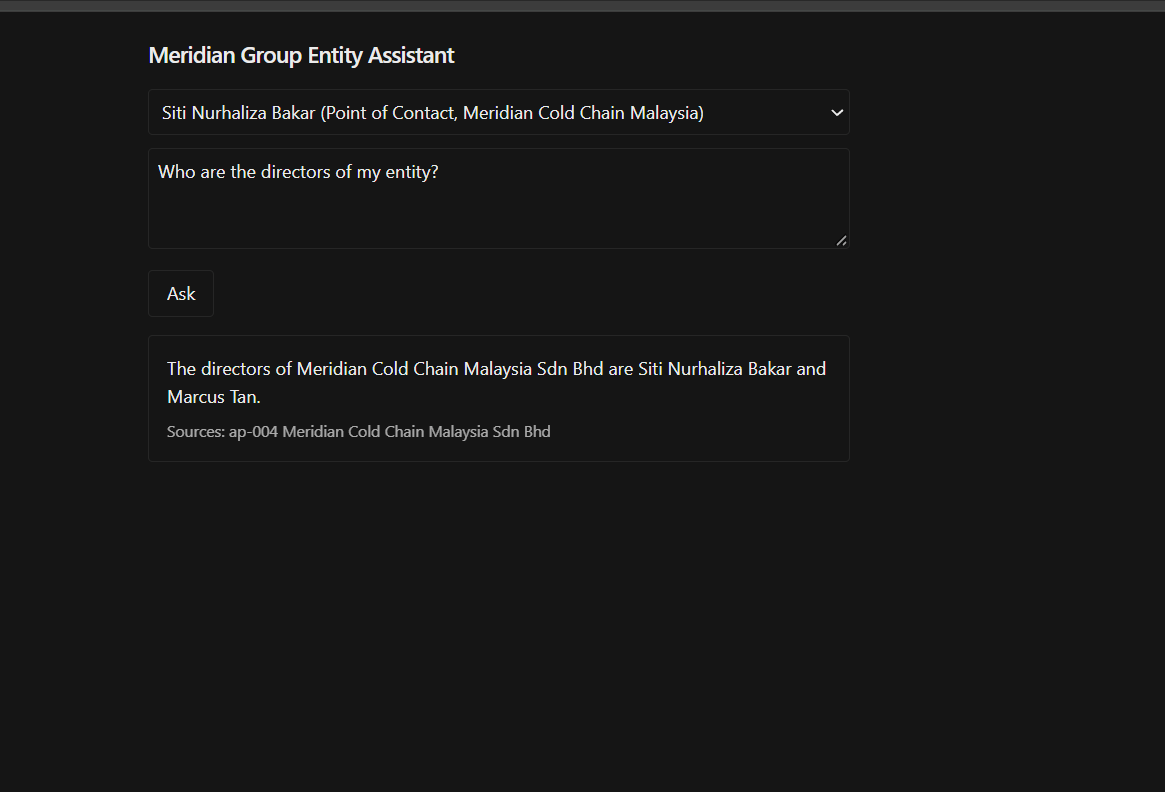 Meridian Group Entity Assistant
Siti Nurhaliza Bakar (Point of Contact, Meridian Cold Chain Malaysia)
Who are the directors of my entity?
Ask
The directors of Meridian Cold Chain Malaysia Sdn Bhd are Siti Nurhaliza Bakar and
Marcus Tan.
Sources: ap-004 Meridian Cold Chain Malaysia Sdn Bhd